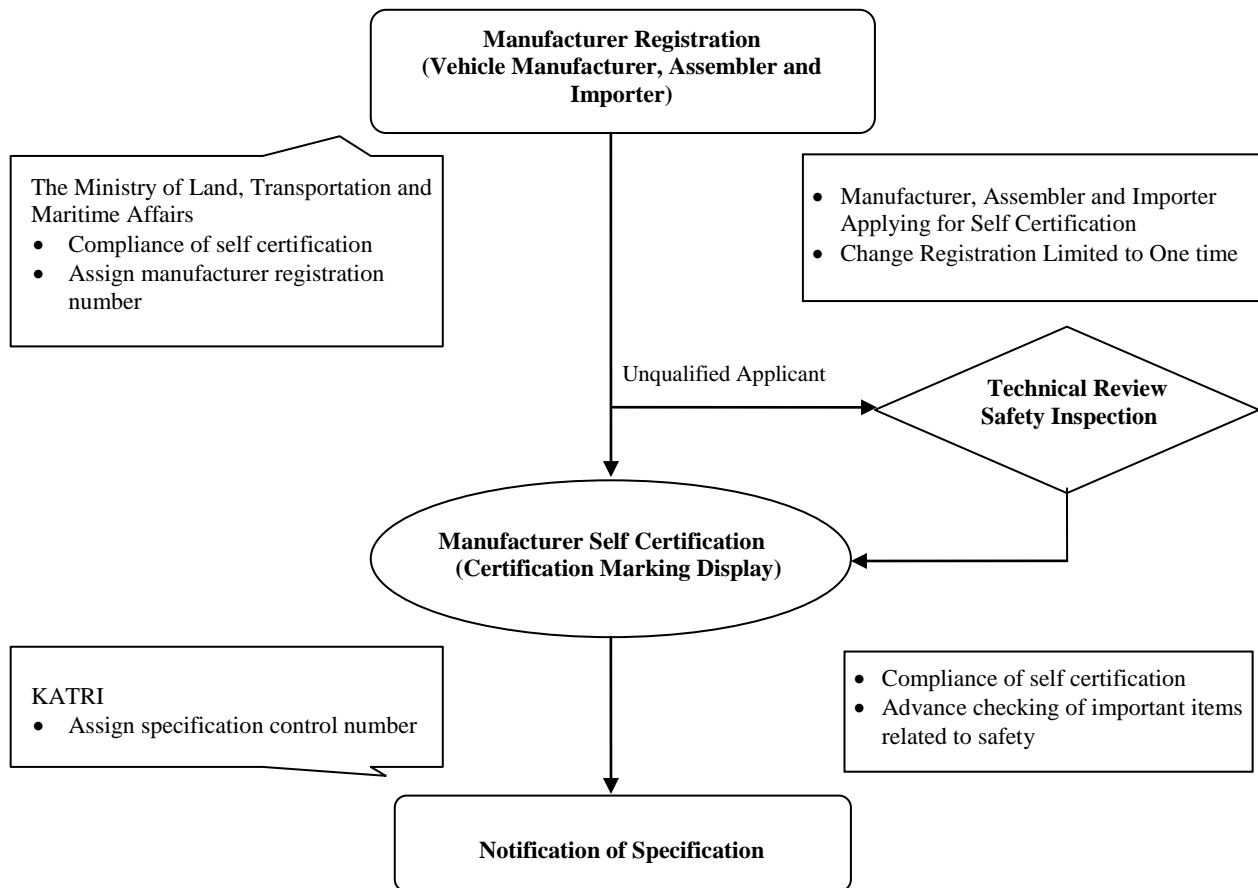 Manufacturer Registration
(Vehicle Manufacturer, Assembler and
Importer)
The Ministry of Land, Transportation and
Maritime Affairs
• Compliance of self certification
• Assign manufacturer registration
number
• Manufacturer, Assembler and Importer
Applying for Self Certification
• Change Registration Limited to One time
Unqualified Applicant
Technical Review
Safety Inspection
Manufacturer Self Certification
(Certification Marking Display)
KATRI
• Assign specification control number
• Compliance of self certification
• Advance checking of important items
related to safety
Notification of Specification